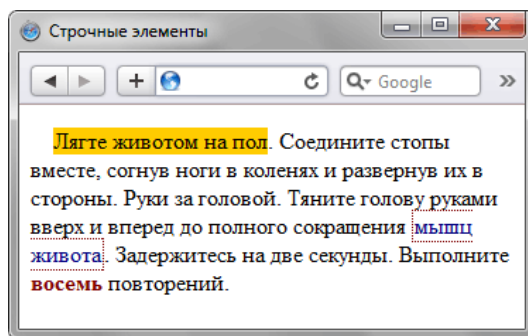 Строчные элементы
Google
Лягте животом на пол. Соедините стопы
вместе, согнув ноги в коленях и развернув их в
стороны. Руки за головой. Тяните голову руками
вверх и вперед до полного сокращения мышц
живота. Задержитесь на две секунды. Выполните
восемь повторений.